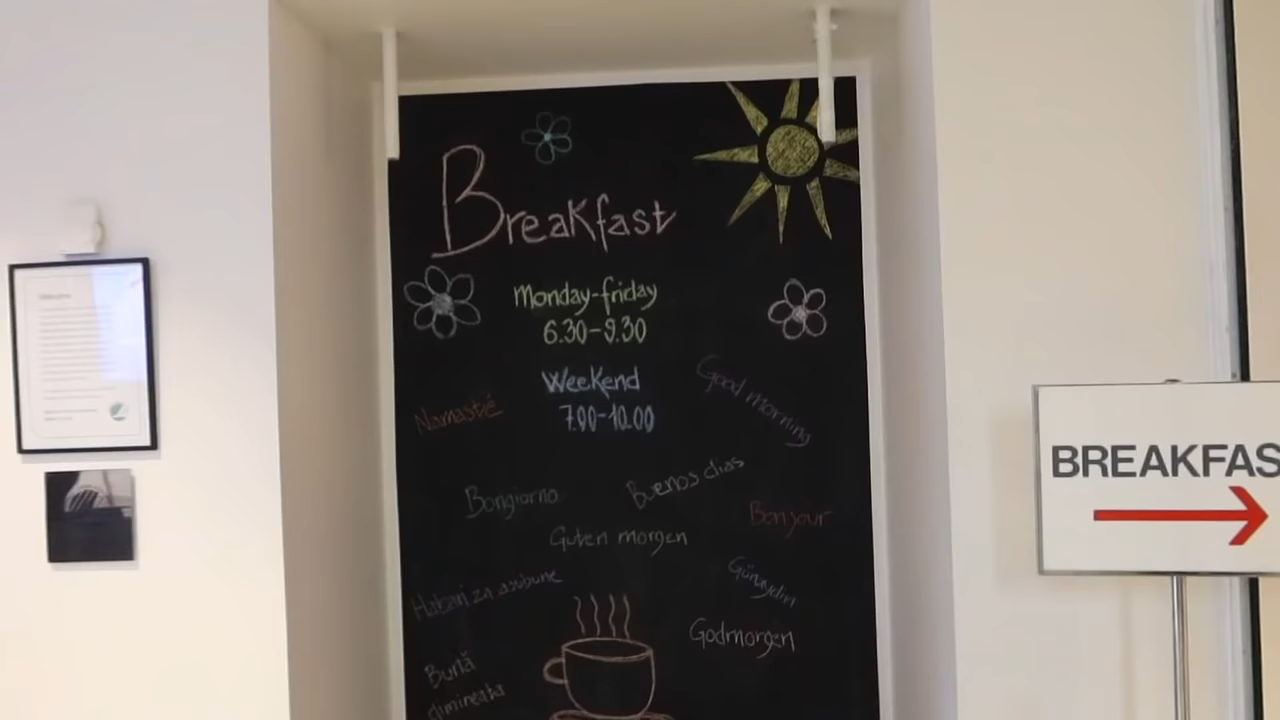 Breakfast
Monday-friday
6.30-9.30
Weekend
7.00-10.00
Good morning
Namasté
Buenos dias
Bongiorno
Bonjour
Guten morgen
Günaydin
Habari za asubune
Godmorgen
Bună
dimineata
BREAKFAS